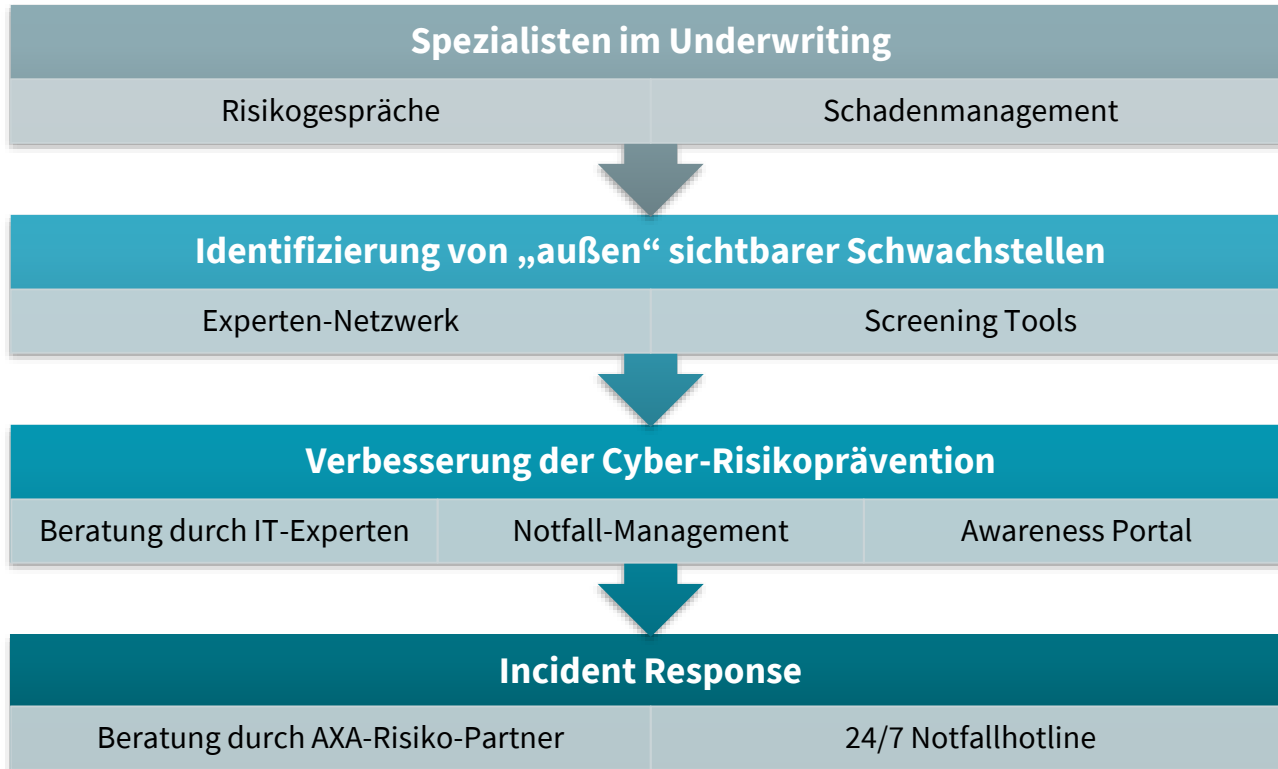 Spezialisten im Underwriting
Risikogespräche
Schadenmanagement
Identifizierung von „außen“ sichtbarer Schwachstellen
Experten-Netzwerk
Screening Tools
Verbesserung der Cyber-Risikoprävention
Beratung durch IT-Experten
Notfall-Management
Awareness Portal
Incident Response
Beratung durch AXA-Risiko-Partner
24/7 Notfallhotline